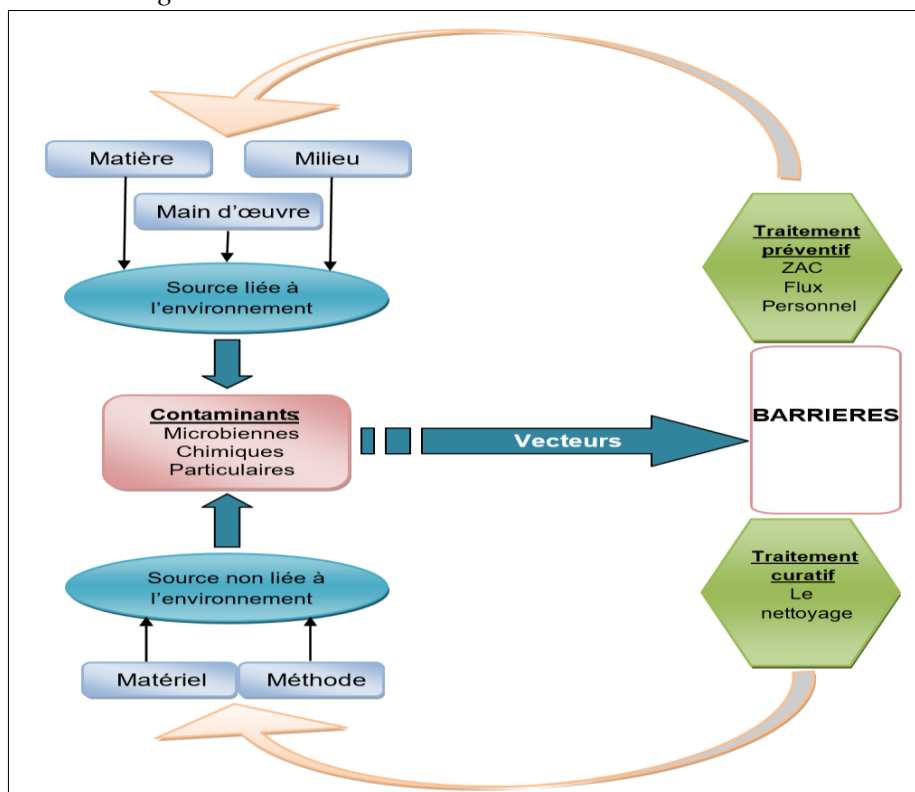 Matière
Milieu
Main d'œuvre
Source liée à
l'environnement
Contaminants
Microbiennes
Chimiques
Particulaires
Vecteurs
Source non liée à
l'environnement
Matériel
Méthode
Traitement
préventif
ZAC
Flux
Personnel
BARRIERES
Traitement
curatif
Le
nettoyage